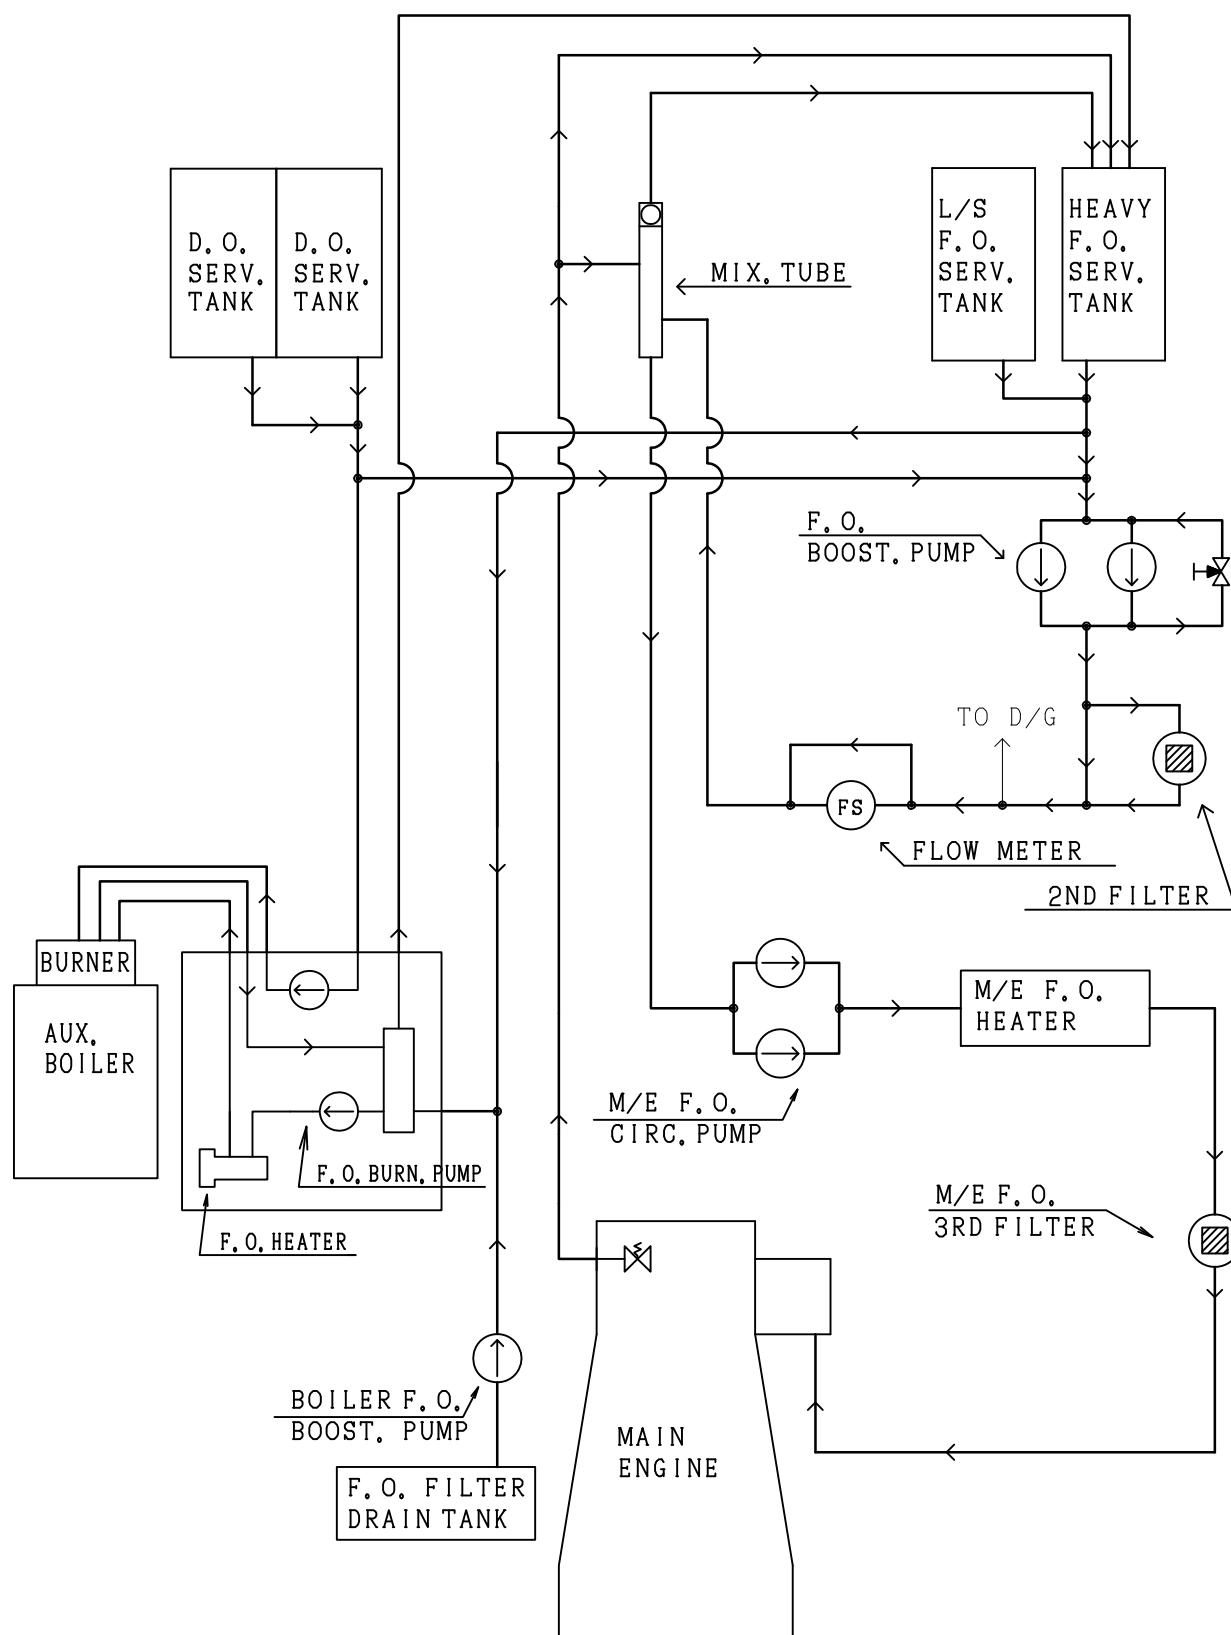 D. O.
SERV.
TANK
D. O.
SERV.
TANK
MIX. TUBE
L/S
F. O.
SERV.
TANK
HEAVY
F. O.
SERV.
TANK
F. O.
BOOST. PUMP
TO D/G
FS
FLOW METER
2ND FILTER
BURNER
AUX.
BOILER
M/E F. O.
HEATER
M/E F. O.
CIRC. PUMP
F. O. BURN. PUMP
F. O. HEATER
M/E F. O.
3RD FILTER
BOILER F. O.
BOOST. PUMP
MAIN
ENGINE
F. O. FILTER
DRAIN TANK